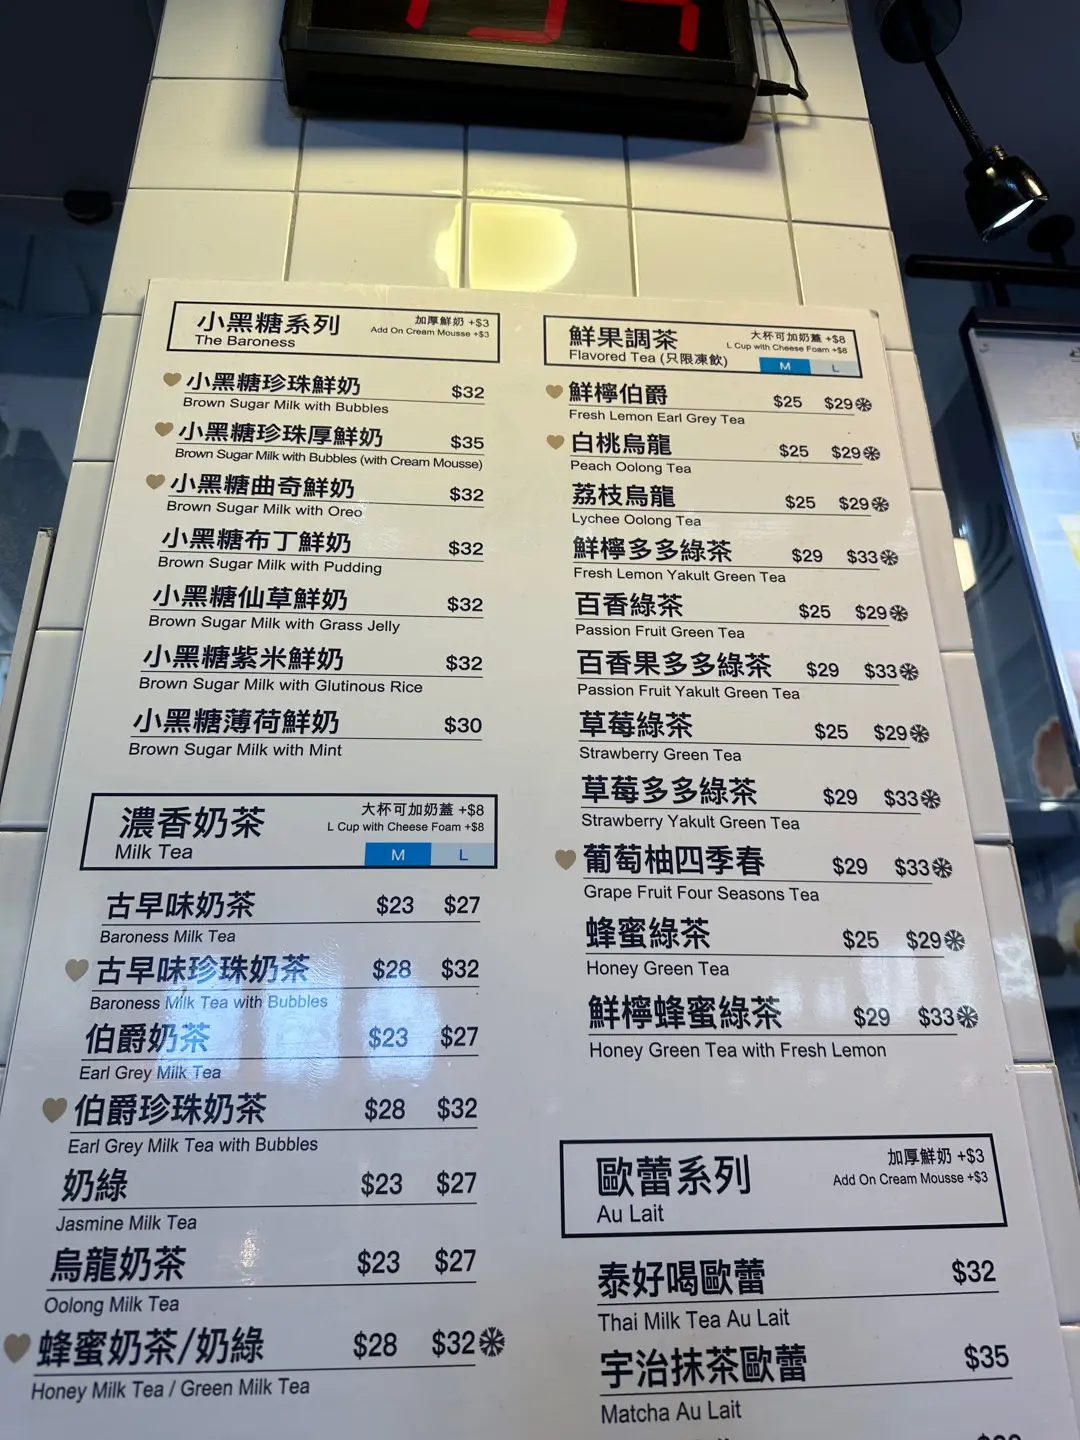 小黑糖系列
The Baroness
加厚鮮奶 +$3
Add On Cream Mousse +$3
小黑糖珍珠鮮奶 $32
Brown Sugar Milk with Bubbles
小黑糖珍珠厚鮮奶 $35
Brown Sugar Milk with Bubbles (with Cream Mousse)
小黑糖曲奇鮮奶 $32
Brown Sugar Milk with Oreo
小黑糖布丁鮮奶 $32
Brown Sugar Milk with Pudding
小黑糖仙草鮮奶 $32
Brown Sugar Milk with Grass Jelly
小黑糖紫米鮮奶 $32
Brown Sugar Milk with Glutinous Rice
小黑糖薄荷鮮奶 $30
Brown Sugar Milk with Mint
濃香奶茶
Milk Tea
大杯可加奶蓋 +$8
L Cup with Cheese Foam +$8
M L
古早味奶茶 $23 $27
Baroness Milk Tea
古早味珍珠奶茶 $28 $32
Baroness Milk Tea with Bubbles
伯爵奶茶 $23 $27
Earl Grey Milk Tea
伯爵珍珠奶茶 $28 $32
Earl Grey Milk Tea with Bubbles
奶綠 $23 $27
Jasmine Milk Tea
烏龍奶茶 $23 $27
Oolong Milk Tea
蜂蜜奶茶/奶綠 $28 $32
Honey Milk Tea / Green Milk Tea
鮮果調茶
Flavored Tea (只限凍飲)
大杯可加奶蓋 +$8
L Cup with Cheese Foam +$8
M L
鮮檸伯爵 $25 $29
Fresh Lemon Earl Grey Tea
白桃烏龍 $25 $29
Peach Oolong Tea
荔枝烏龍 $25 $29
Lychee Oolong Tea
鮮檸多多綠茶 $29 $33
Fresh Lemon Yakult Green Tea
百香綠茶 $25 $29
Passion Fruit Green Tea
百香果多多綠茶 $29 $33
Passion Fruit Yakult Green Tea
草莓綠茶 $25 $29
Strawberry Green Tea
草莓多多綠茶 $29 $33
Strawberry Yakult Green Tea
葡萄柚四季春 $29 $33
Grape Fruit Four Seasons Tea
蜂蜜綠茶 $25 $29
Honey Green Tea
鮮檸蜂蜜綠茶 $29 $33
Honey Green Tea with Fresh Lemon
歐蕾系列
Au Lait
加厚鮮奶 +$3
Add On Cream Mousse +$3
泰好喝歐蕾 $32
Thai Milk Tea Au Lait
宇治抹茶歐蕾 $35
Matcha Au Lait